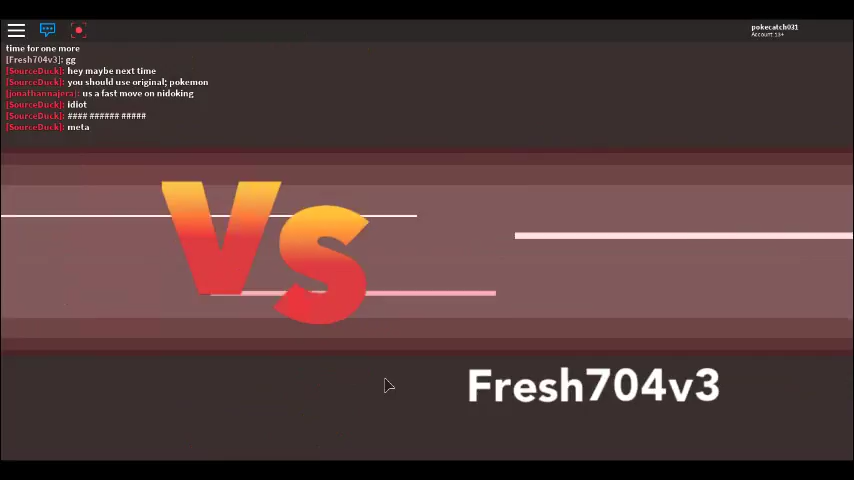 pokecatch031
Account 13+
time for one more
[Fresh704v3]: gg
[SourceDuck]: hey maybe next time
[SourceDuck]: you should use original; pokemon
[jonathannajera]: us a fast move on nidoking
[SourceDuck]: idiot
[SourceDuck]: #### ###### #####
[SourceDuck]: meta
Vs
Fresh704v3